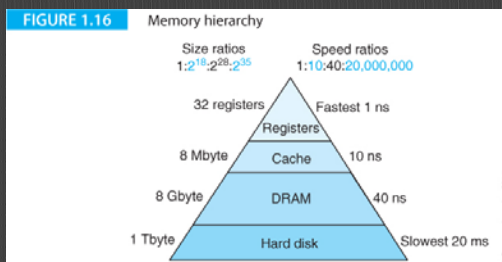 FIGURE 1.16 Memory hierarchy
Size ratios Speed ratios
1:2¹⁸:2²⁸:2³⁵ 1:10:40:20,000,000
32 registers Fastest 1 ns
Registers
8 Mbyte Cache 10 ns
8 Gbyte DRAM 40 ns
1 Tbyte Hard disk Slowest 20 ms